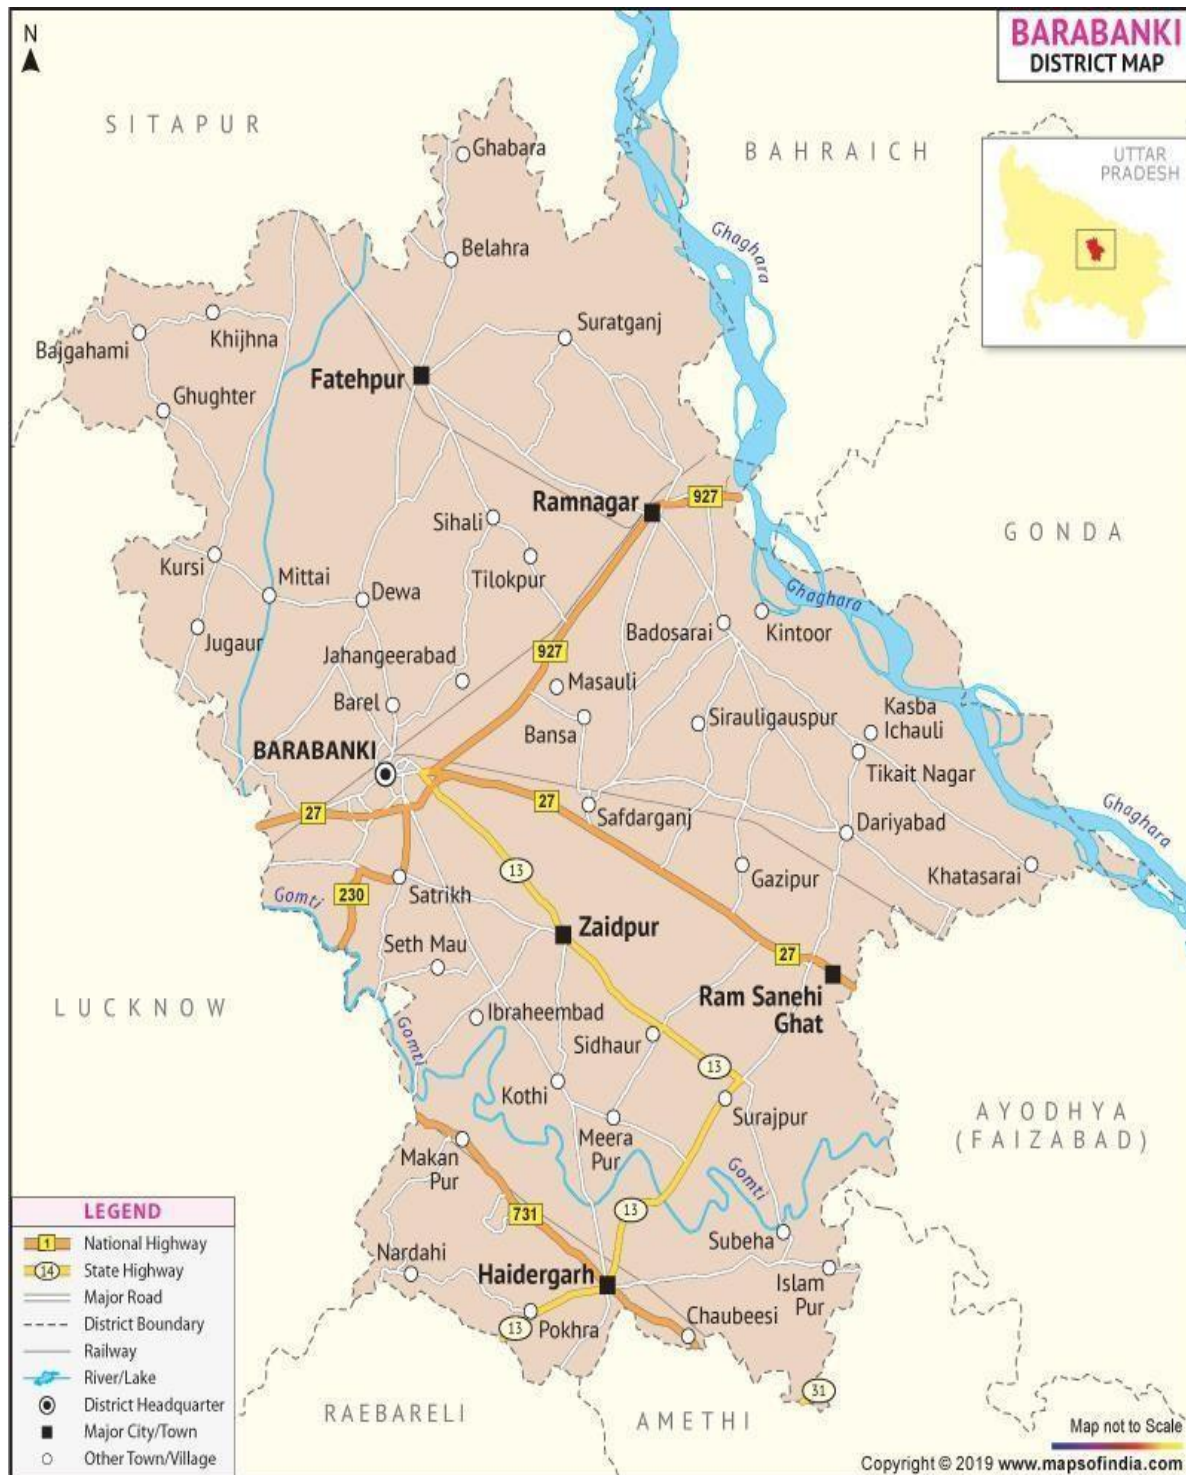 N
BARABANKI
DISTRICT MAP
SITAPUR
BAHRAICH
UTTAR
PRADESH
Ghabara
Ghaghara
Belahra
Khijhna
Suratganj
Bajgahami
Fatehpur
Ghughter
Ramnagar
927
Sihali
GONDA
Kursi
Tilokpur
Mittai
Dewa
Ghaghara
Jugaur
Badosarai
Kintoor
Jahangeerabad
927
Masauli
Barel
Kasba
Ichauli
Bansa
Sirauligauspur
BARABANKI
Tikait Nagar
27
27
Safdarganj
Dariyabad
Ghaghara
13
Gazipur
Khatasarai
230
Satrikh
Gomti
Zaidpur
Seth Mau
27
LUCKNOW
Ram Sanehi
Ghat
Ibraheembad
Gomti
Sidhaur
13
Kothi
Surajpur
AYODHYA
(FAIZABAD)
Meera
Pur
Makan
Pur
Gomti
731
13
Subeha
Nardahi
Haidergarh
Islam
Pur
13
Pokhra
Chaubeesi
31
RAEBARELI
AMETHI
LEGEND
1 National Highway
14 State Highway
Major Road
District Boundary
Railway
River/Lake
District Headquarter
Major City/Town
Other Town/Village
Map not to Scale
Copyright © 2019 www.mapsofindia.com